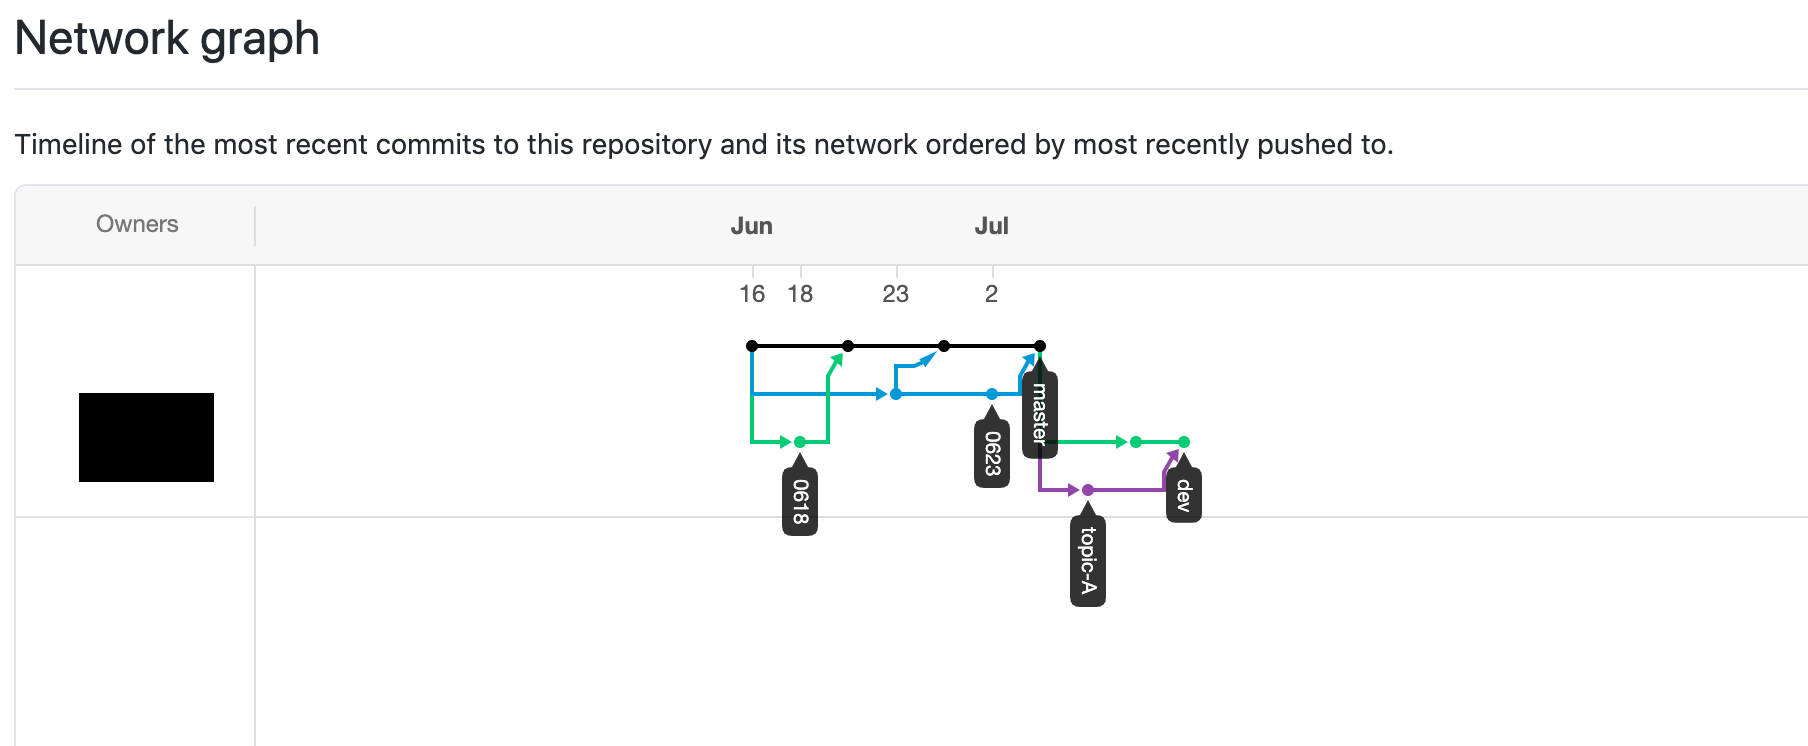 Network graph
Timeline of the most recent commits to this repository and its network ordered by most recently pushed to.
Owners
Jun
Jul
16
18
23
2
master
0623
0618
dev
topic-A